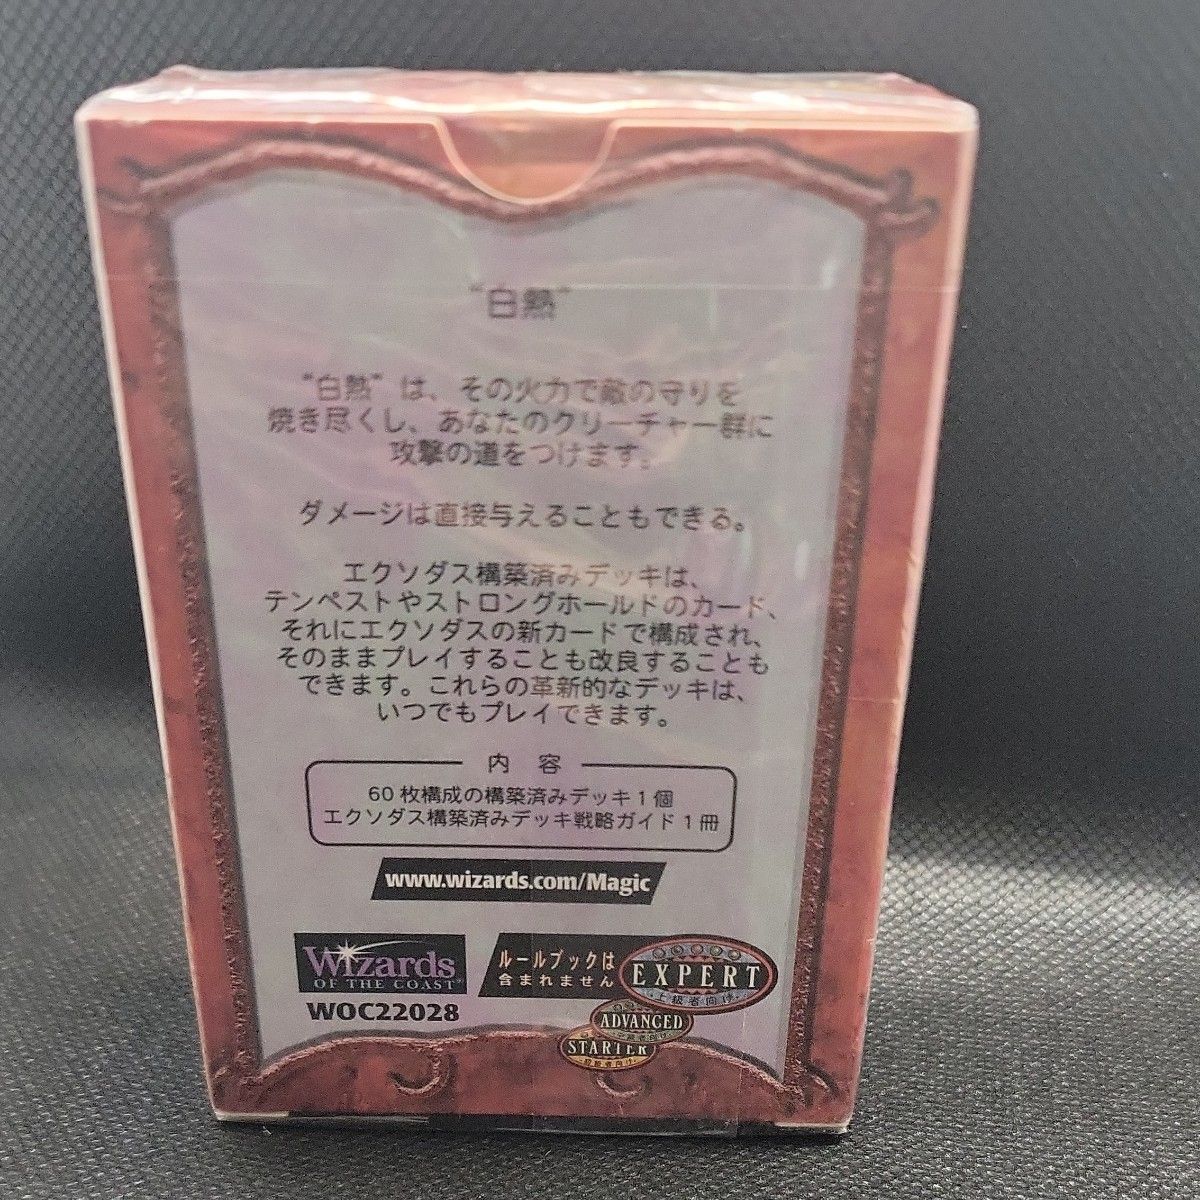 “白熱”
“白熱”は、その火力で敵の守りを
焼き尽くし、あなたのクリーチャー群に
攻撃の道をつけます。
ダメージは直接与えることもできる。
エクソダス構築済みデッキは、
テンペストやストロングホールドのカード、
それにエクソダスの新カードで構成され、
そのままプレイすることも改良することも
できます。これらの革新的なデッキは、
いつでもプレイできます。
内 容
60枚構成の構築済みデッキ1個
エクソダス構築済みデッキ戦略ガイド1冊
www.wizards.com/Magic
Wizards
OF THE COAST
WOC22028
ルールブックは
含まれません
EXPERT
上級者向け
ADVANCED
STARTER
初級者向け